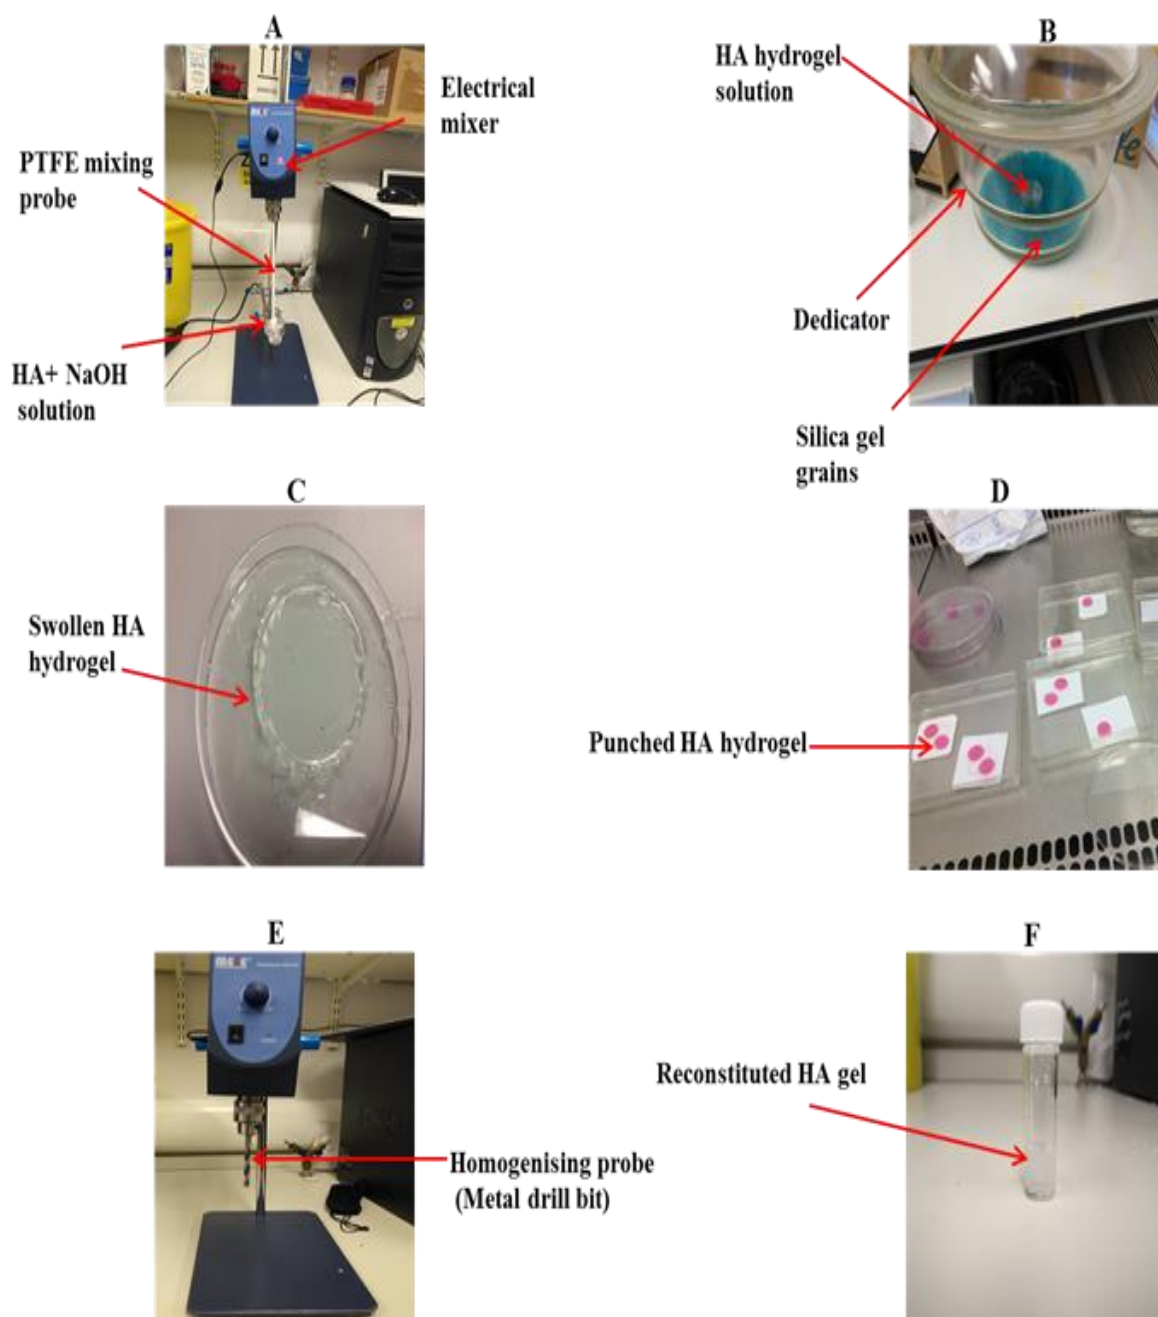 A
Electrical
mixer
PTFE mixing
probe
HA+ NaOH
solution
B
HA hydrogel
solution
Dedicator
Silica gel
grains
C
Swollen HA
hydrogel
D
Punched HA hydrogel
E
Homogenising probe
(Metal drill bit)
F
Reconstituted HA gel